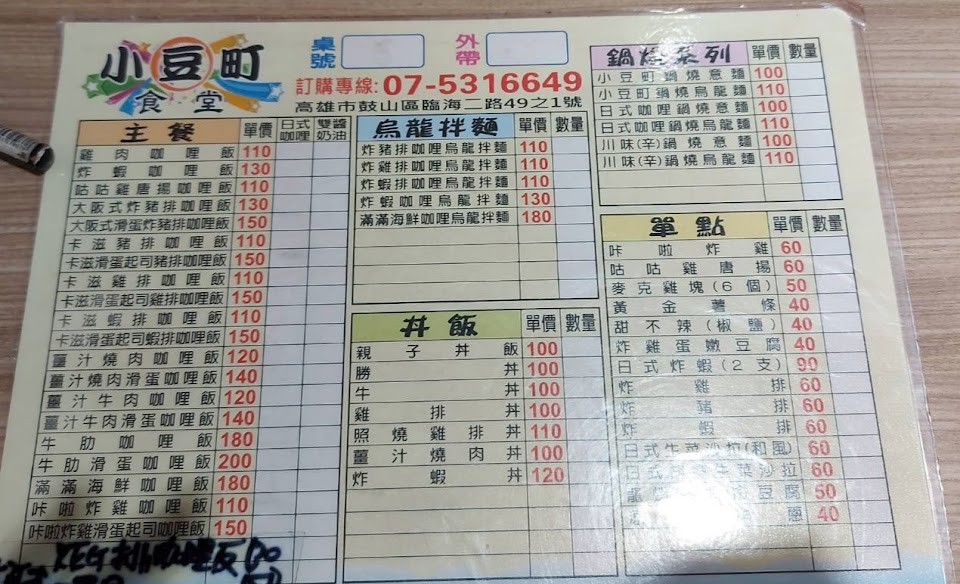 小豆町
食堂
桌號
外帶
訂購專線: 07-5316649
高雄市鼓山區臨海二路49之1號
主餐 單價 日式咖哩 雙醬奶油
雞肉咖哩飯 110
炸蝦咖哩飯 130
咕咕雞唐揚咖哩飯 110
大阪式炸豬排咖哩飯 130
大阪式滑蛋炸豬排咖哩飯 150
卡滋豬排咖哩飯 110
卡滋滑蛋起司豬排咖哩飯 150
卡滋雞排咖哩飯 110
卡滋滑蛋起司雞排咖哩飯 150
卡滋蝦排咖哩飯 110
卡滋滑蛋起司蝦排咖哩飯 150
薑汁燒肉咖哩飯 120
薑汁燒肉滑蛋咖哩飯 140
薑汁牛肉咖哩飯 120
薑汁牛肉滑蛋咖哩飯 140
牛肋咖哩飯 180
牛肋滑蛋咖哩飯 200
滿滿海鮮咖哩飯 180
咔啦炸雞咖哩飯 110
咔啦炸雞滑蛋起司咖哩飯 150
烏龍拌麵 單價 數量
炸豬排咖哩烏龍拌麵 110
炸雞排咖哩烏龍拌麵 110
炸蝦排咖哩烏龍拌麵 110
炸蝦咖哩烏龍拌麵 130
滿滿海鮮咖哩烏龍拌麵 180
丼飯 單價 數量
親子丼飯 100
勝丼 100
牛丼 100
雞排丼 100
照燒雞排丼 110
薑汁燒肉丼 100
炸蝦丼 120
鍋燒系列 單價 數量
小豆町鍋燒意麵 100
小豆町鍋燒烏龍麵 110
日式咖哩鍋燒意麵 100
日式咖哩鍋燒烏龍麵 110
川味(辛)鍋燒意麵 100
川味(辛)鍋燒烏龍麵 110
單點 單價 數量
咔啦炸雞 60
咕咕雞唐揚 60
麥克雞塊(6個) 50
黃金薯條 40
甜不辣(椒鹽) 40
炸雞蛋嫩豆腐 40
日式炸蝦(2支) 90
炸雞排 60
炸豬排 60
炸蝦排 60
日式生菜沙拉(和風) 60
日式 生菜沙拉 60
豆腐 50
40